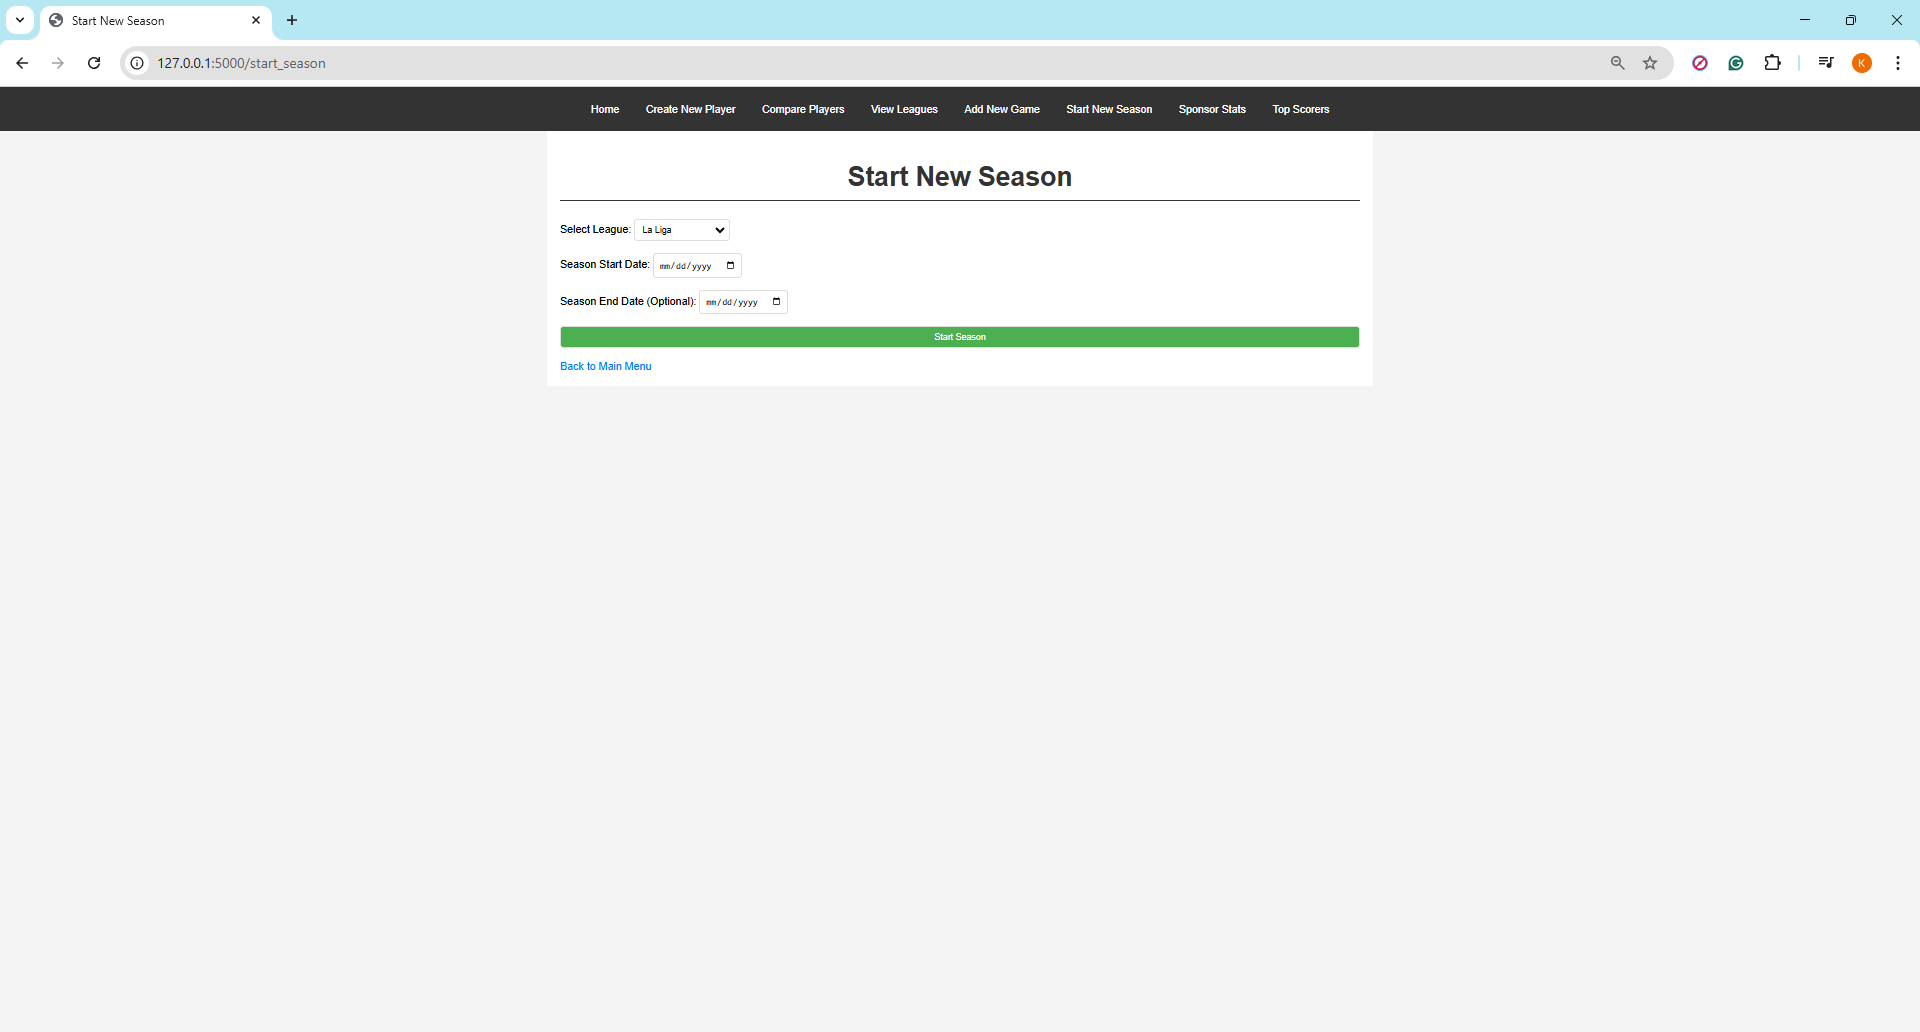 Start New Season
127.0.0.1:5000/start_season
K
Home Create New Player Compare Players View Leagues Add New Game Start New Season Sponsor Stats Top Scorers
Start New Season
Select League: La Liga
Season Start Date: mm/dd/yyyy
Season End Date (Optional): mm/dd/yyyy
Start Season
Back to Main Menu